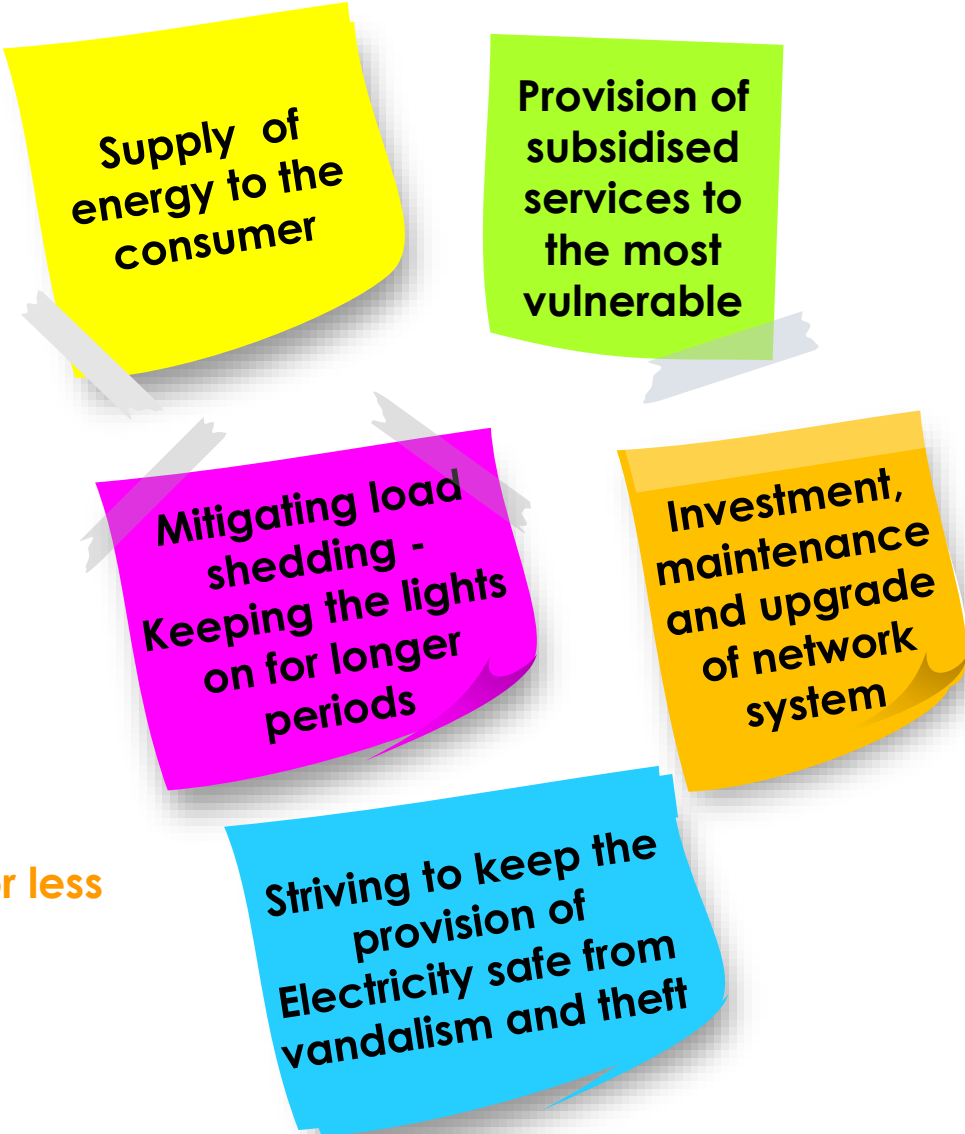 Supply of
energy to the
consumer
Provision of
subsidised
services to
the most
vulnerable
Mitigating load
shedding -
Keeping the lights
on for longer
periods
Investment,
maintenance
and upgrade
of network
system
less
Striving to keep the
provision of
Electricity safe from
vandalism and theft